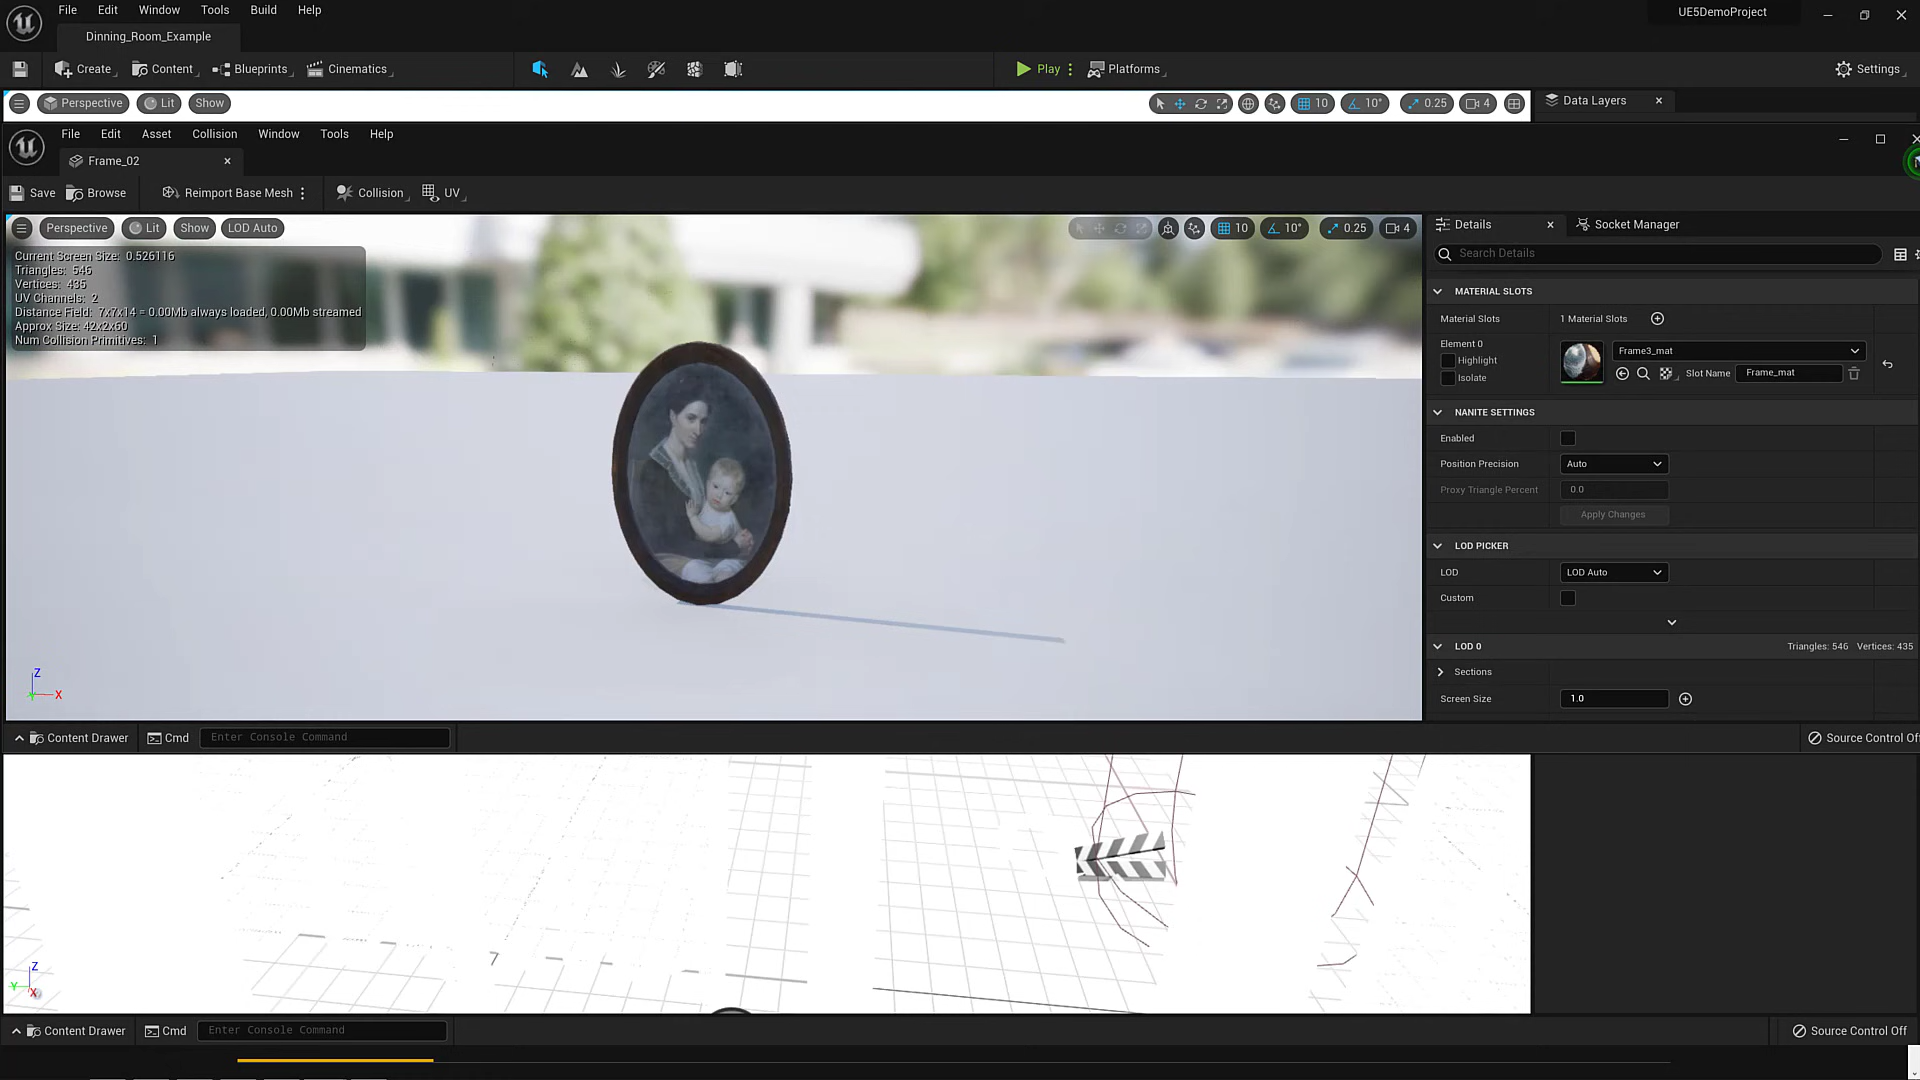 File Edit Window Tools Build Help
UE5DemoProject
Dinning_Room_Example
Create Content Blueprints Cinematics Play Platforms Settings
Perspective Lit Show 10 10° 0.25 4 Data Layers
File Edit Asset Collision Window Tools Help
Frame_02
Save Browse Reimport Base Mesh Collision UV
Perspective Lit Show LOD Auto 10 10° 0.25 4
Current Screen Size: 0.526116
Triangles: 546
Vertices: 435
UV Channels: 2
Distance Field: 7x7x14 = 0.00Mb always loaded, 0.00Mb streamed
Approx Size: 42x2x60
Num Collision Primitives: 1
Z
X
Details Socket Manager
Search Details
MATERIAL SLOTS
Material Slots 1 Material Slots
Element 0
Highlight
Isolate
Frame3_mat
Slot Name Frame_mat
NANITE SETTINGS
Enabled
Position Precision Auto
Proxy Triangle Percent 0.0
Apply Changes
LOD PICKER
LOD LOD Auto
Custom
LOD 0 Triangles: 546 Vertices: 435
Sections
Screen Size 1.0
Content Drawer Cmd Enter Console Command Source Control Off
Z
Y
X
Content Drawer Cmd Enter Console Command Source Control Off